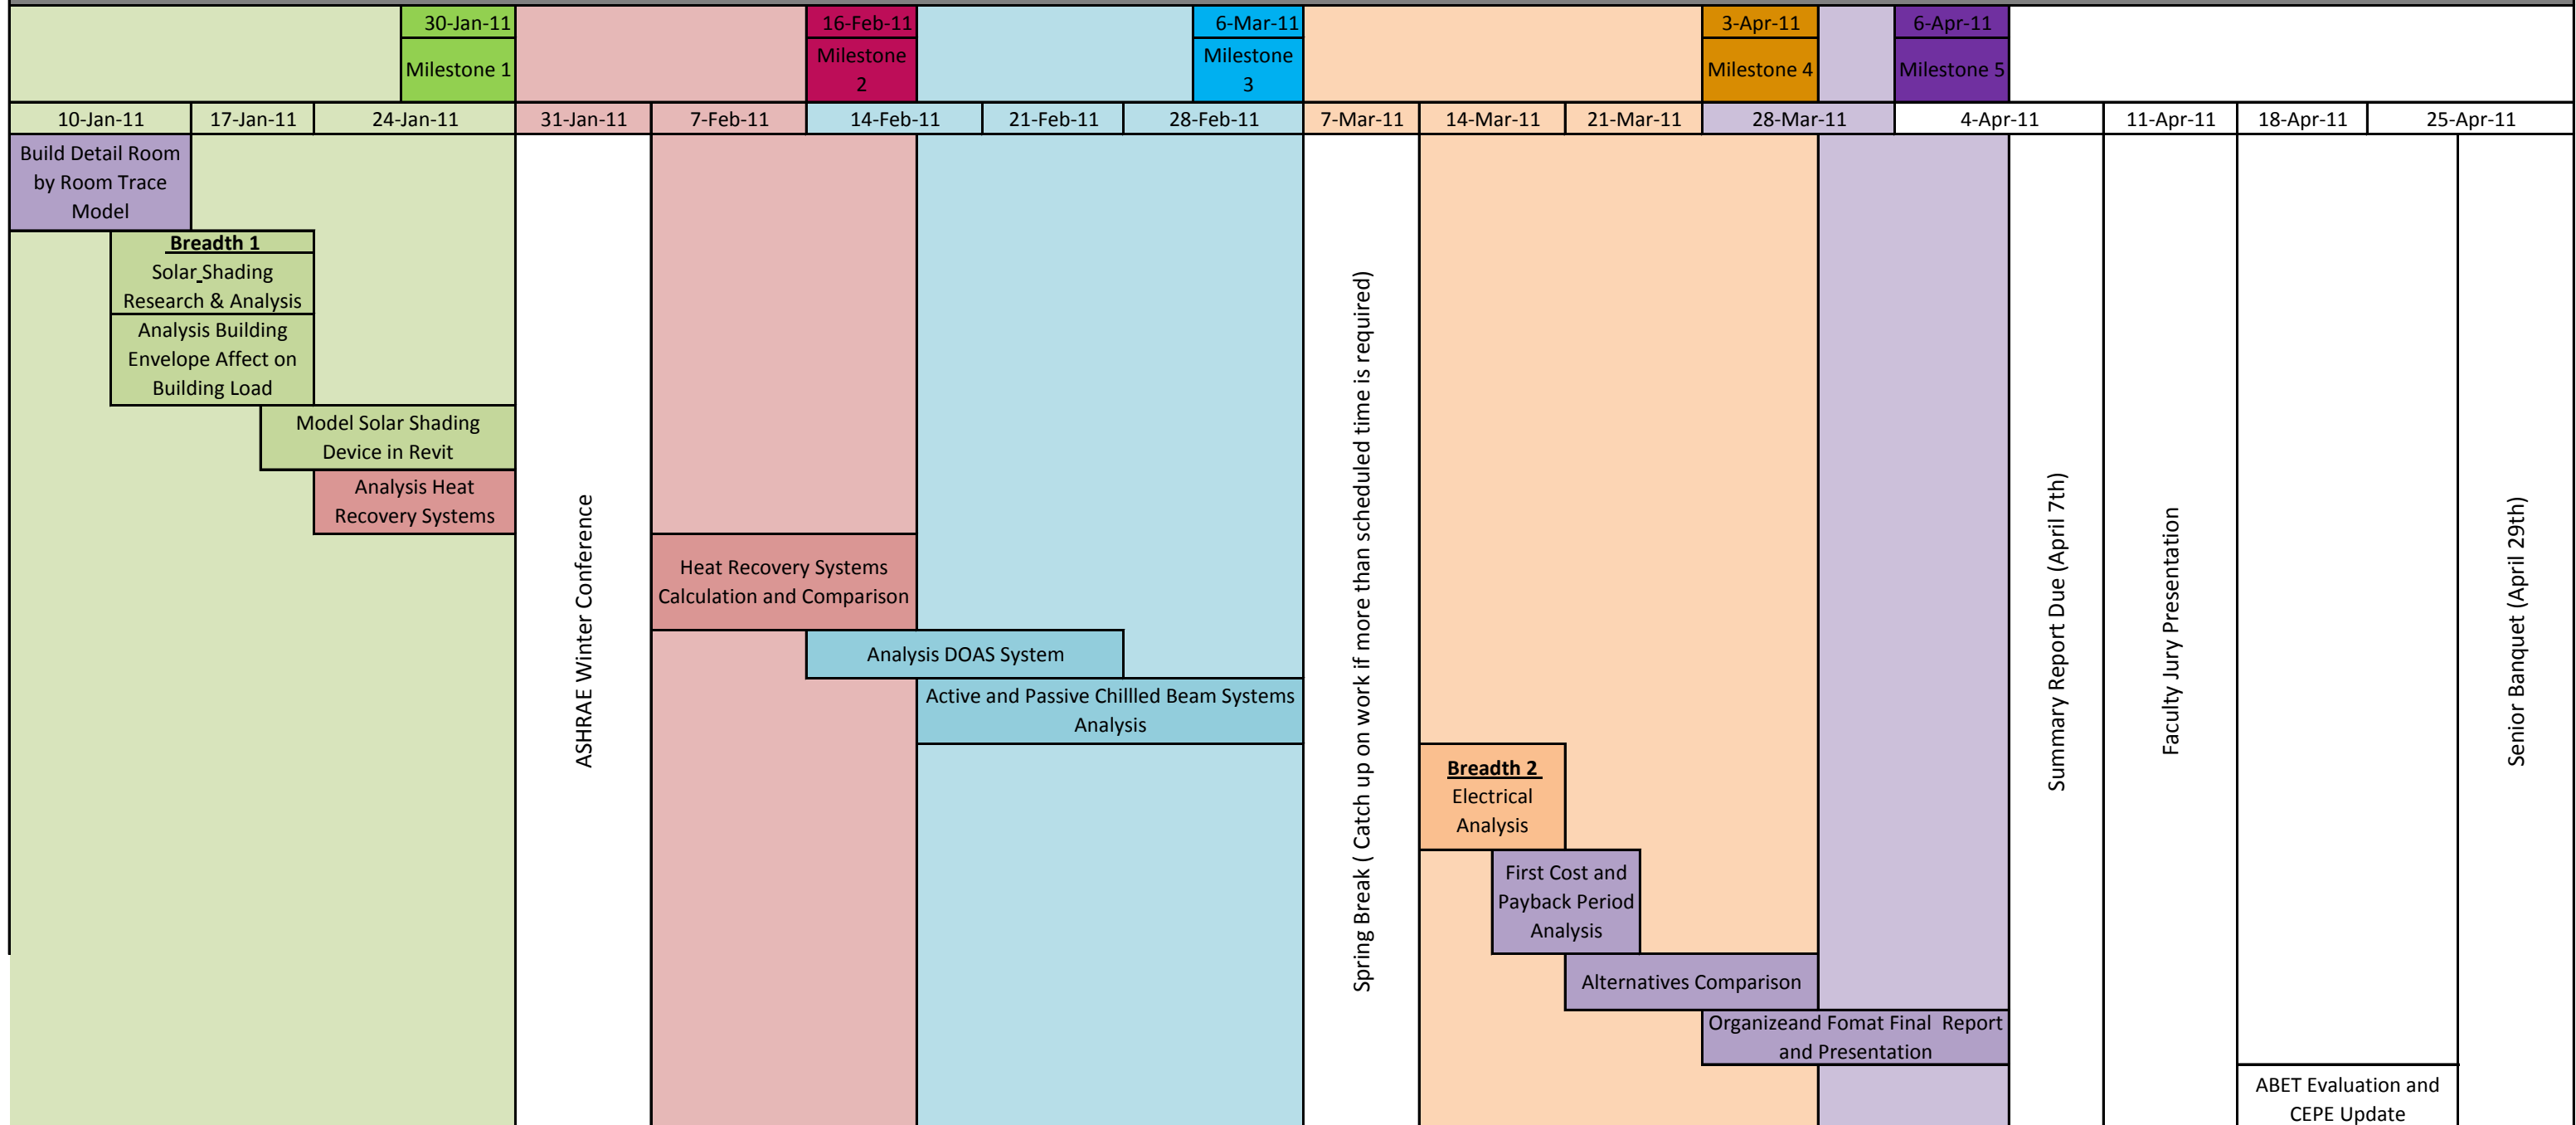 30-Jan-11
16-Feb-11
6-Mar-11
3-Apr-11
6-Apr-11
Milestone 1
Milestone
2
Milestone
3
Milestone 4
Milestone 5
10-Jan-11
17-Jan-11
24-Jan-11
31-Jan-11
7-Feb-11
14-Feb-11
21-Feb-11
28-Feb-11
7-Mar-11
14-Mar-11
21-Mar-11
28-Mar-11
4-Apr-11
11-Apr-11
18-Apr-11
25-Apr-11
Build Detail Room
by Room Trace
Model
Breadth 1
Solar Shading
Research & Analysis
Analysis Building
Envelope Affect on
Building Load
Model Solar Shading
Device in Revit
Analysis Heat
Recovery Systems
ASHRAE Winter Conference
Heat Recovery Systems
Calculation and Comparison
Analysis DOAS System
Active and Passive Chillled Beam Systems
Analysis
Spring Break ( Catch up on work if more than scheduled time is required)
Breadth 2
Electrical
Analysis
First Cost and
Payback Period
Analysis
Alternatives Comparison
Organizeand Fomat Final Report
and Presentation
Summary Report Due (April 7th)
Faculty Jury Presentation
ABET Evaluation and
CEPE Update
Senior Banquet (April 29th)